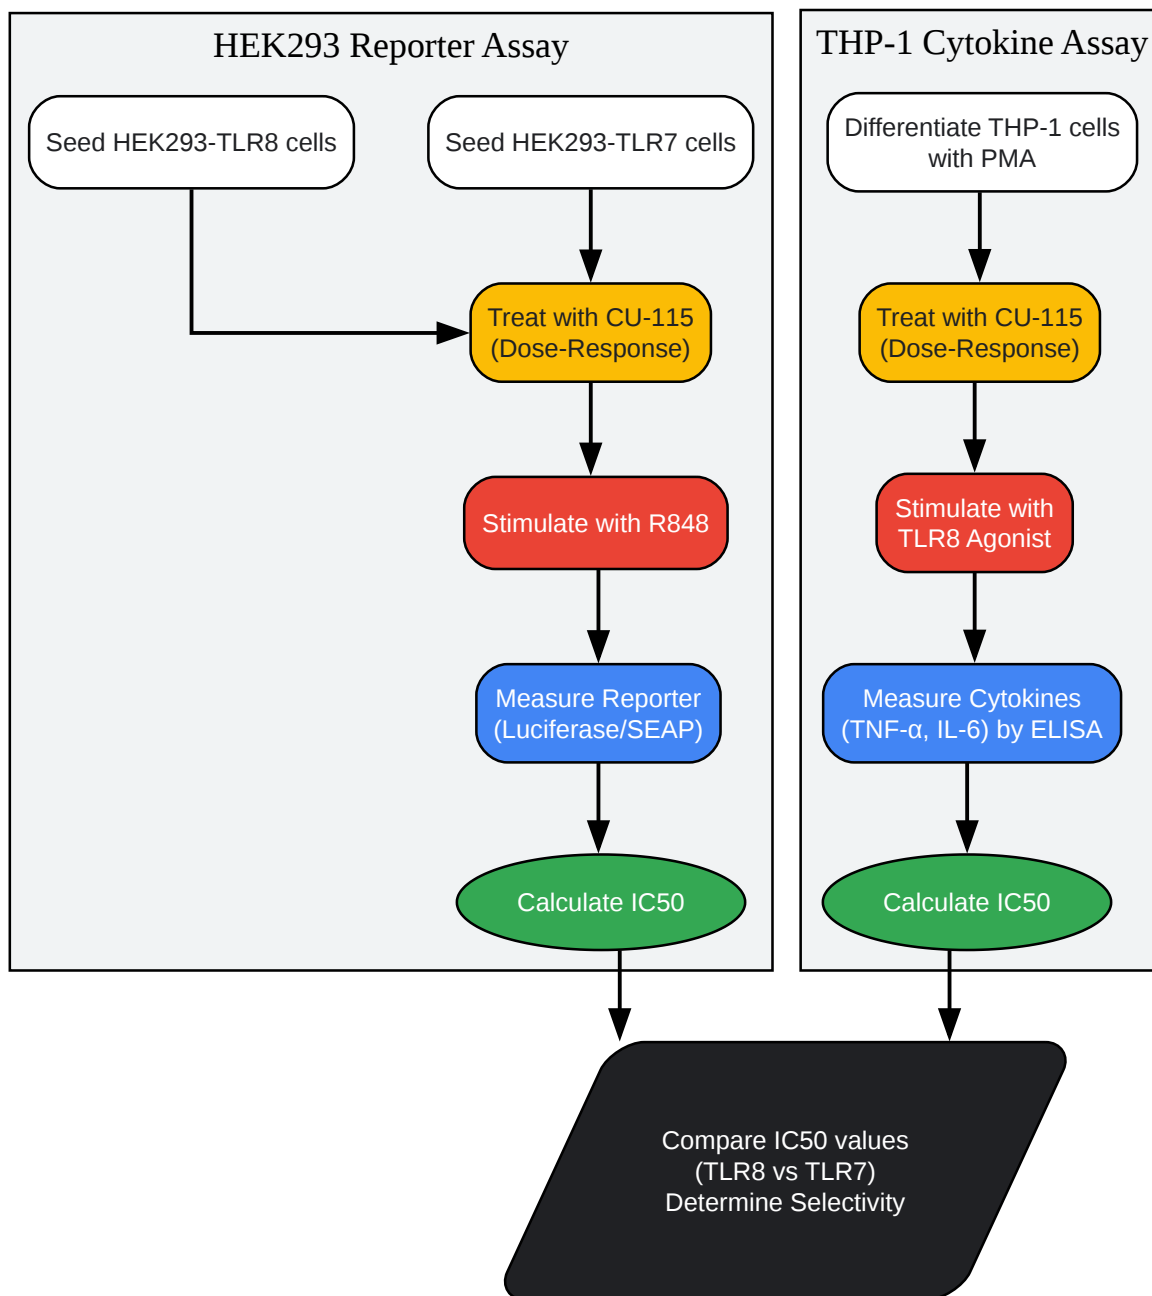 HEK293 Reporter Assay
Seed HEK293-TLR8 cells
Seed HEK293-TLR7 cells
Treat with CU-115
(Dose-Response)
Stimulate with R848
Measure Reporter
(Luciferase/SEAP)
Calculate IC50
THP-1 Cytokine Assay
Differentiate THP-1 cells
with PMA
Treat with CU-115
(Dose-Response)
Stimulate with
TLR8 Agonist
Measure Cytokines
(TNF-α, IL-6) by ELISA
Calculate IC50
Compare IC50 values
(TLR8 vs TLR7)
Determine Selectivity